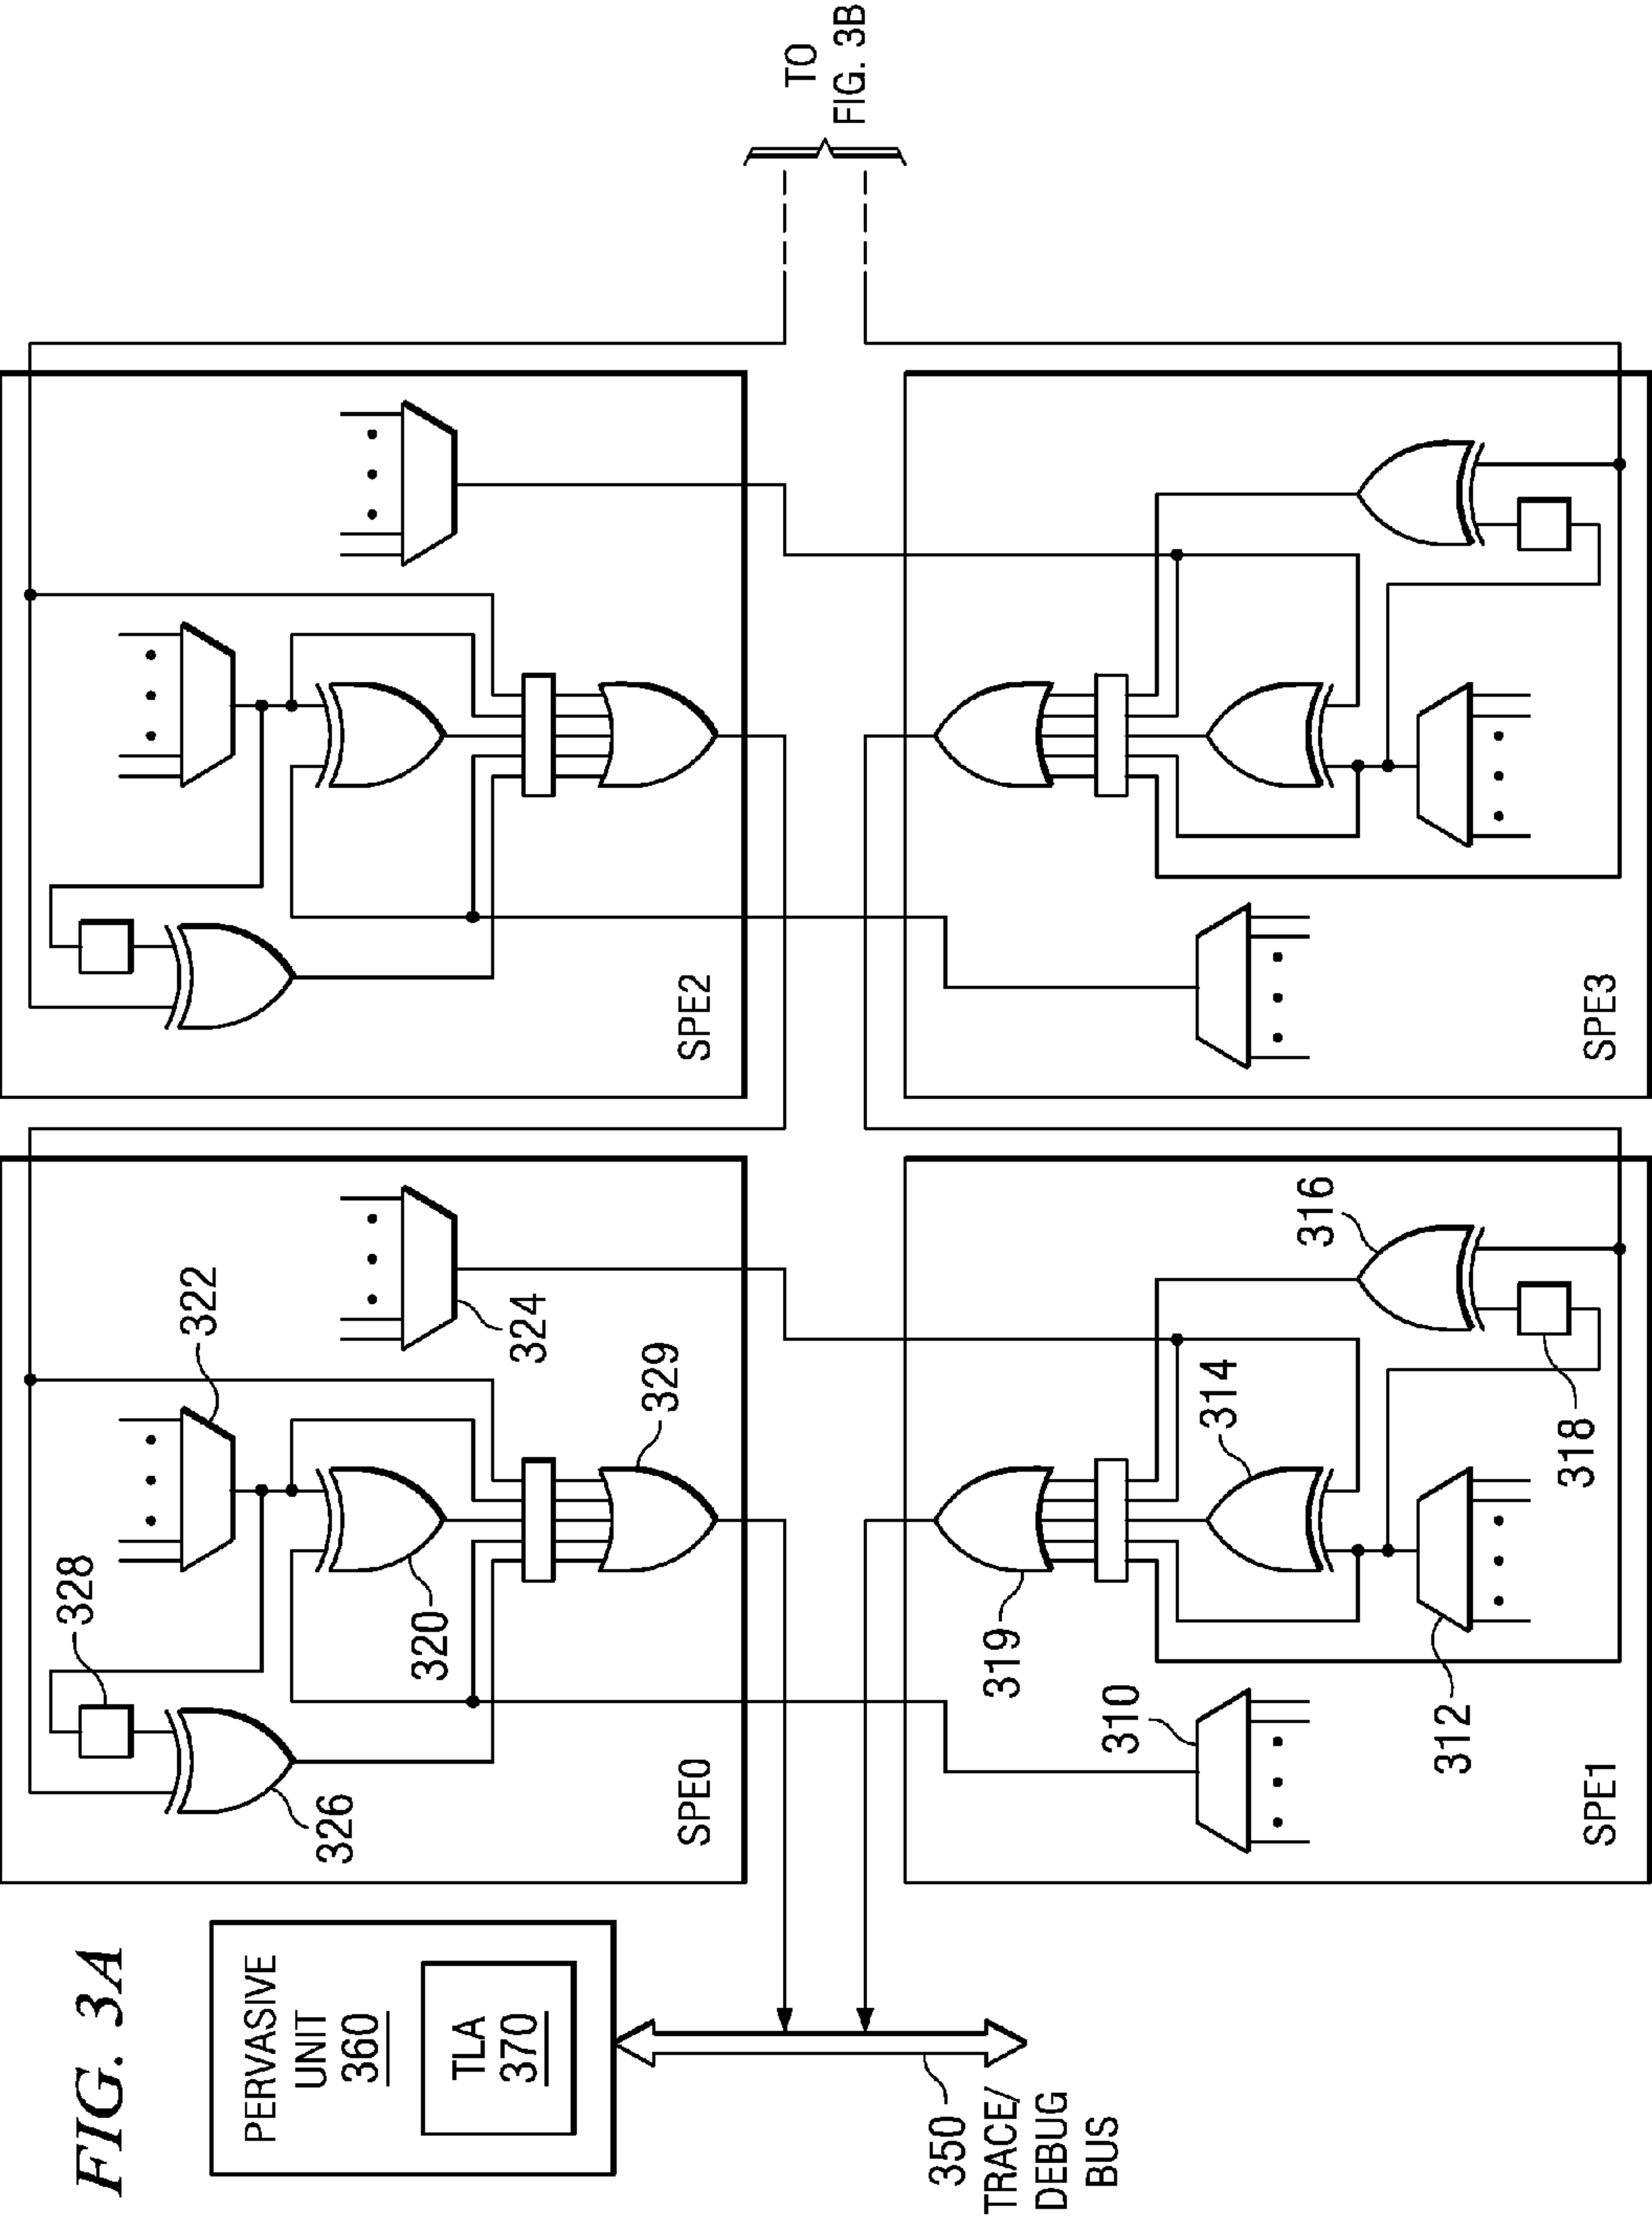 FIG. 3A
PERVASIVE
UNIT
360
TLA
370
350
TRACE/
DEBUG
BUS
328
322
326
320
324
329
SPE0
SPE2
TO
FIG. 3B
319
310
314
316
312
318
SPE1
SPE3